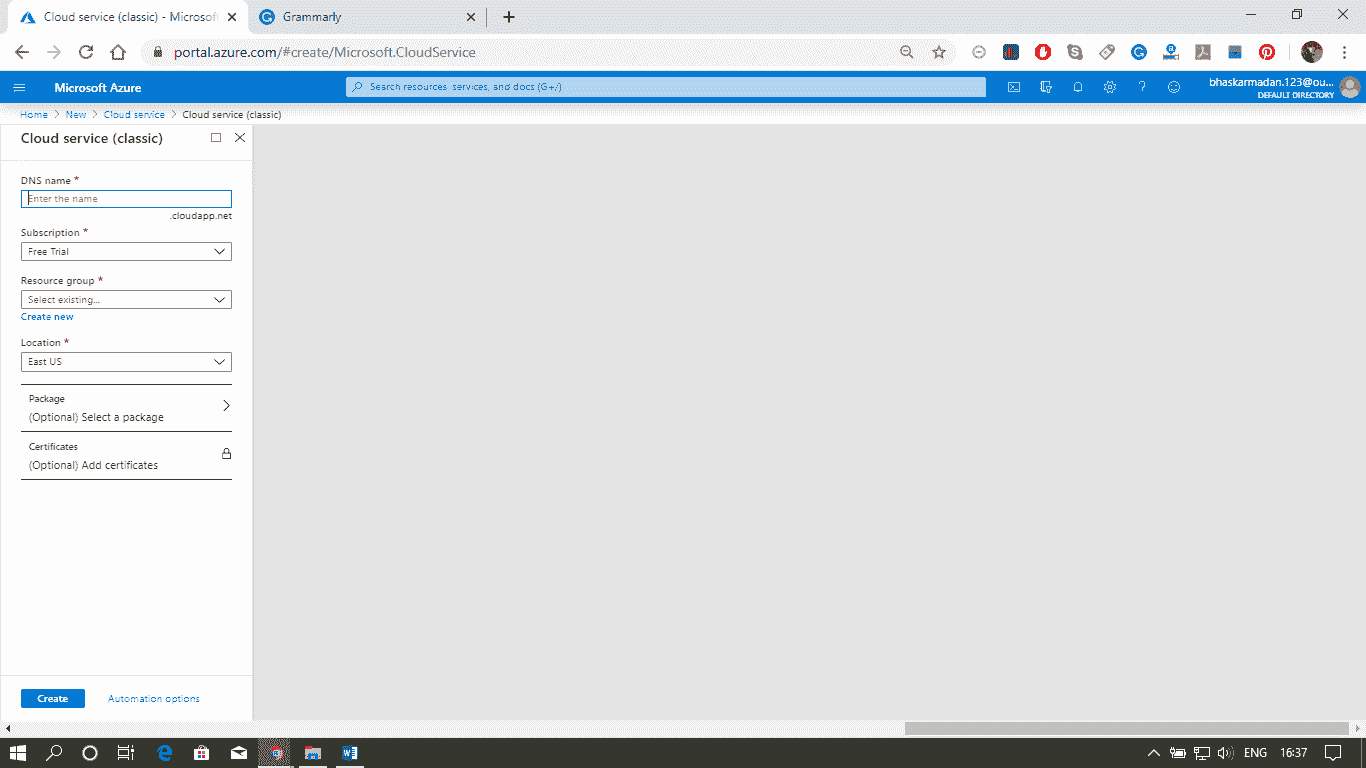 Cloud service (classic) - Microsoft
Grammarly
portal.azure.com/#create/Microsoft.CloudService
Microsoft Azure
Search resources, services, and docs (G+/)
bhaskarmadan.123@ou...
DEFAULT DIRECTORY
Home > New > Cloud service > Cloud service (classic)
Cloud service (classic)
DNS name *
Enter the name
.cloudapp.net
Subscription *
Free Trial
Resource group *
Select existing...
Create new
Location *
East US
Package
(Optional) Select a package
Certificates
(Optional) Add certificates
Create
Automation options
ENG
16:37